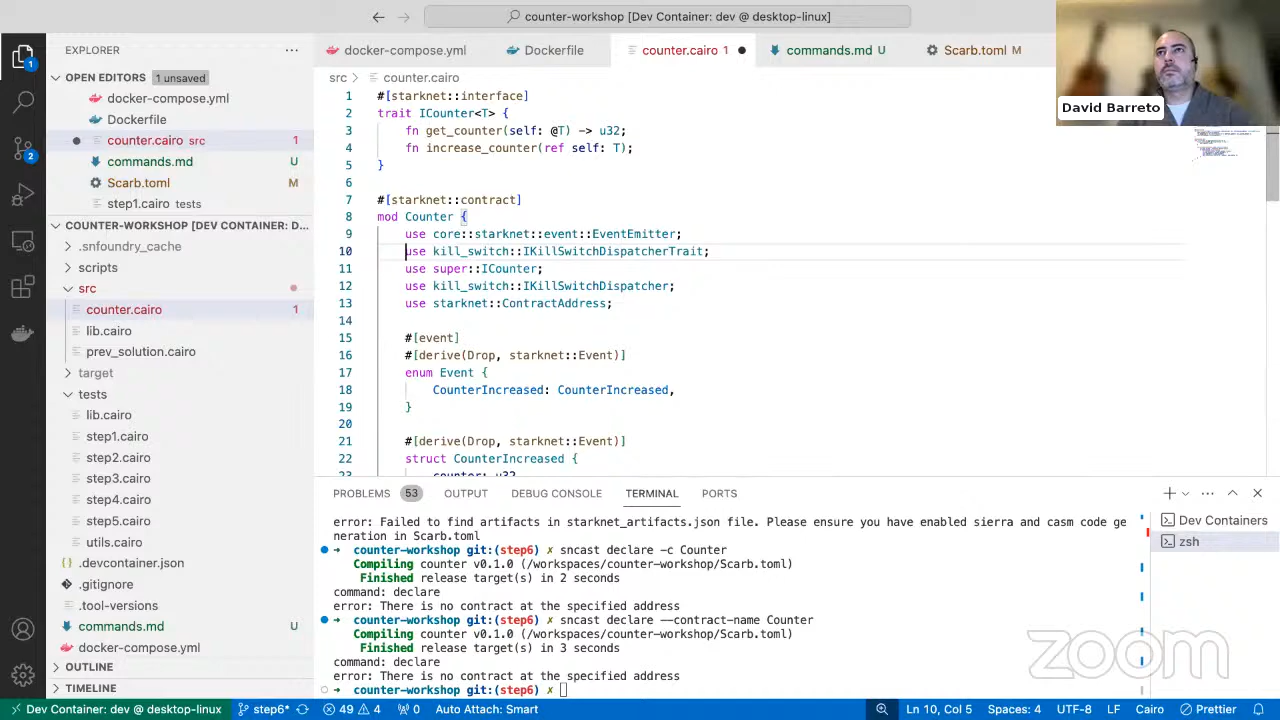 counter-workshop [Dev Container: dev @ desktop-linux]
EXPLORER
OPEN EDITORS 1 unsaved
docker-compose.yml
Dockerfile
counter.cairo src 1
commands.md U
Scarb.toml M
step1.cairo tests
COUNTER-WORKSHOP [DEV CONTAINER: D...
.snfoundry_cache
scripts
src
counter.cairo 1
lib.cairo
prev_solution.cairo
target
tests
lib.cairo
step1.cairo
step2.cairo
step3.cairo
step4.cairo
step5.cairo
utils.cairo
.devcontainer.json
.gitignore
.tool-versions
commands.md U
docker-compose.yml
OUTLINE
TIMELINE
1
2
docker-compose.yml Dockerfile counter.cairo 1 commands.md U Scarb.toml M
src > counter.cairo
1 #[starknet::interface]
2 trait ICounter<T> {
3 fn get_counter(self: @T) -> u32;
4 fn increase_counter(ref self: T);
5 }
6
7 #[starknet::contract]
8 mod Counter {
9 use core::starknet::event::EventEmitter;
10 use kill_switch::IKillSwitchDispatcherTrait;
11 use super::ICounter;
12 use kill_switch::IKillSwitchDispatcher;
13 use starknet::ContractAddress;
14
15 #[event]
16 #[derive(Drop, starknet::Event)]
17 enum Event {
18 CounterIncreased: CounterIncreased,
19 }
20
21 #[derive(Drop, starknet::Event)]
22 struct CounterIncreased {
23 counter: u32
David Barreto
PROBLEMS 53 OUTPUT DEBUG CONSOLE TERMINAL PORTS
error: Failed to find artifacts in starknet_artifacts.json file. Please ensure you have enabled sierra and casm code ge
neration in Scarb.toml
➜ counter-workshop git:(step6) ✗ sncast declare -c Counter
Compiling counter v0.1.0 (/workspaces/counter-workshop/Scarb.toml)
Finished release target(s) in 2 seconds
command: declare
error: There is no contract at the specified address
➜ counter-workshop git:(step6) ✗ sncast declare --contract-name Counter
Compiling counter v0.1.0 (/workspaces/counter-workshop/Scarb.toml)
Finished release target(s) in 3 seconds
command: declare
error: There is no contract at the specified address
➜ counter-workshop git:(step6) ✗
Dev Containers
zsh
zoom
Dev Container: dev @ desktop-linux step6* 49 4 0 Auto Attach: Smart Ln 10, Col 5 Spaces: 4 UTF-8 LF Cairo Prettier